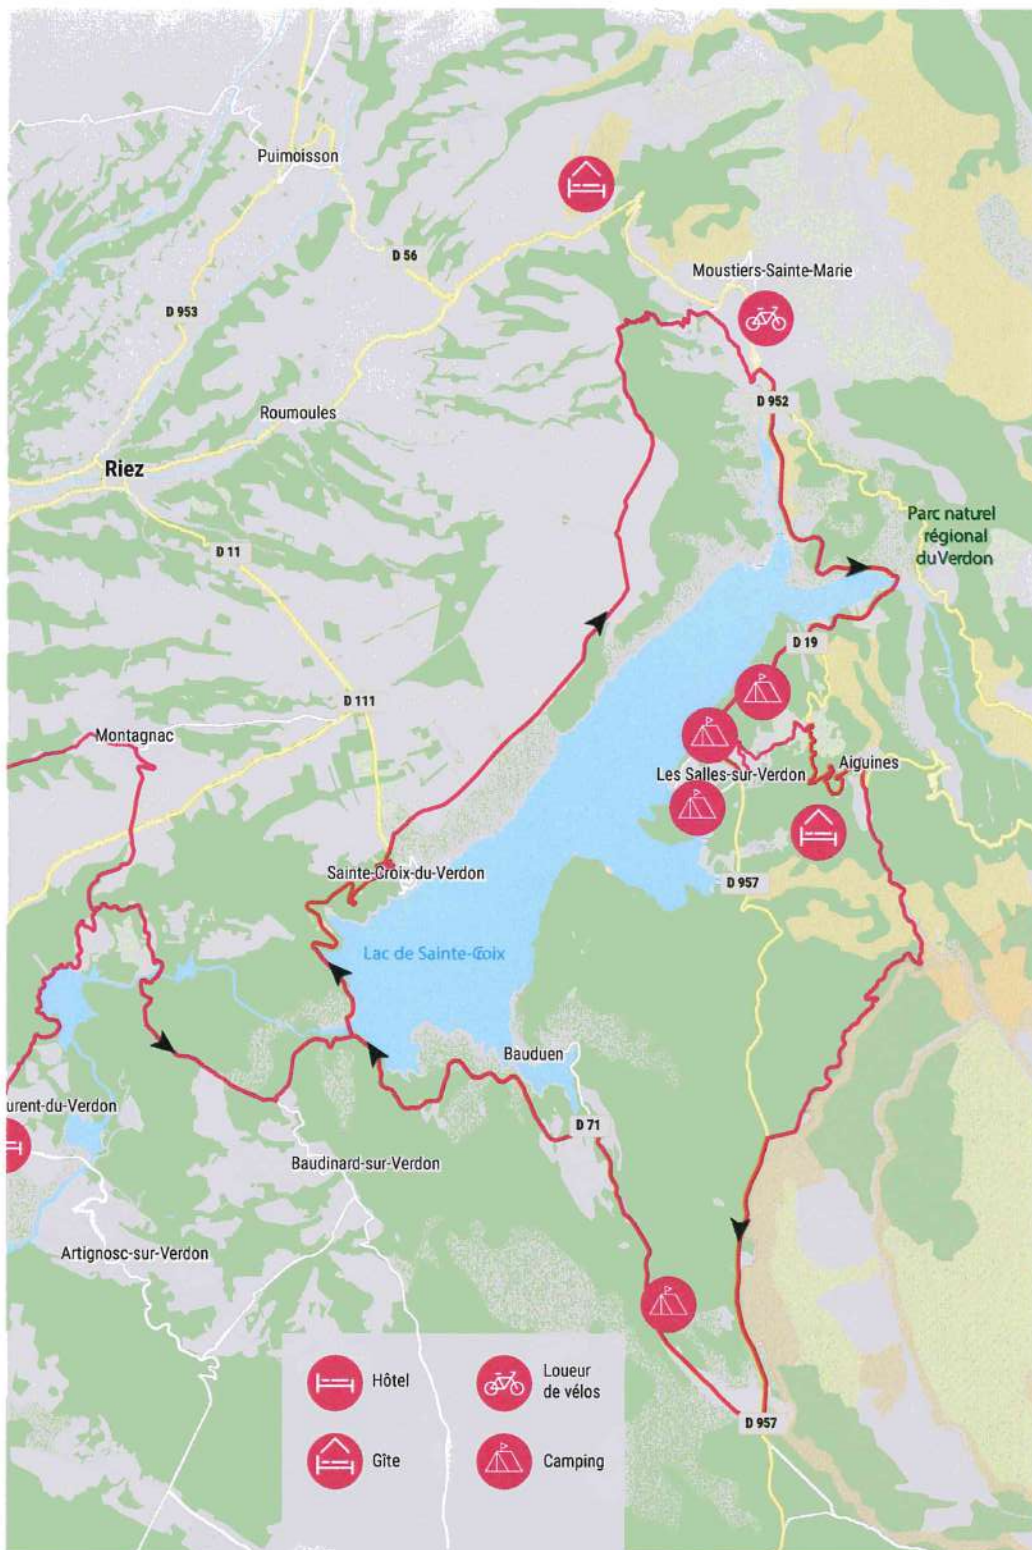 Puimoisson
D 56
Moustiers-Sainte-Marie
D 953
D 952
Roumoules
Riez
Parc naturel
régional
du Verdon
D 11
D 19
D 111
Montagnac
Les Salles-sur-Verdon
Aiguines
Sainte-Croix-du-Verdon
D 957
Lac de Sainte-Croix
Bauduen
urent-du-Verdon
D 71
Baudinard-sur-Verdon
Artignosc-sur-Verdon
Hôtel
Loueur
de vélos
D 957
Gîte
Camping